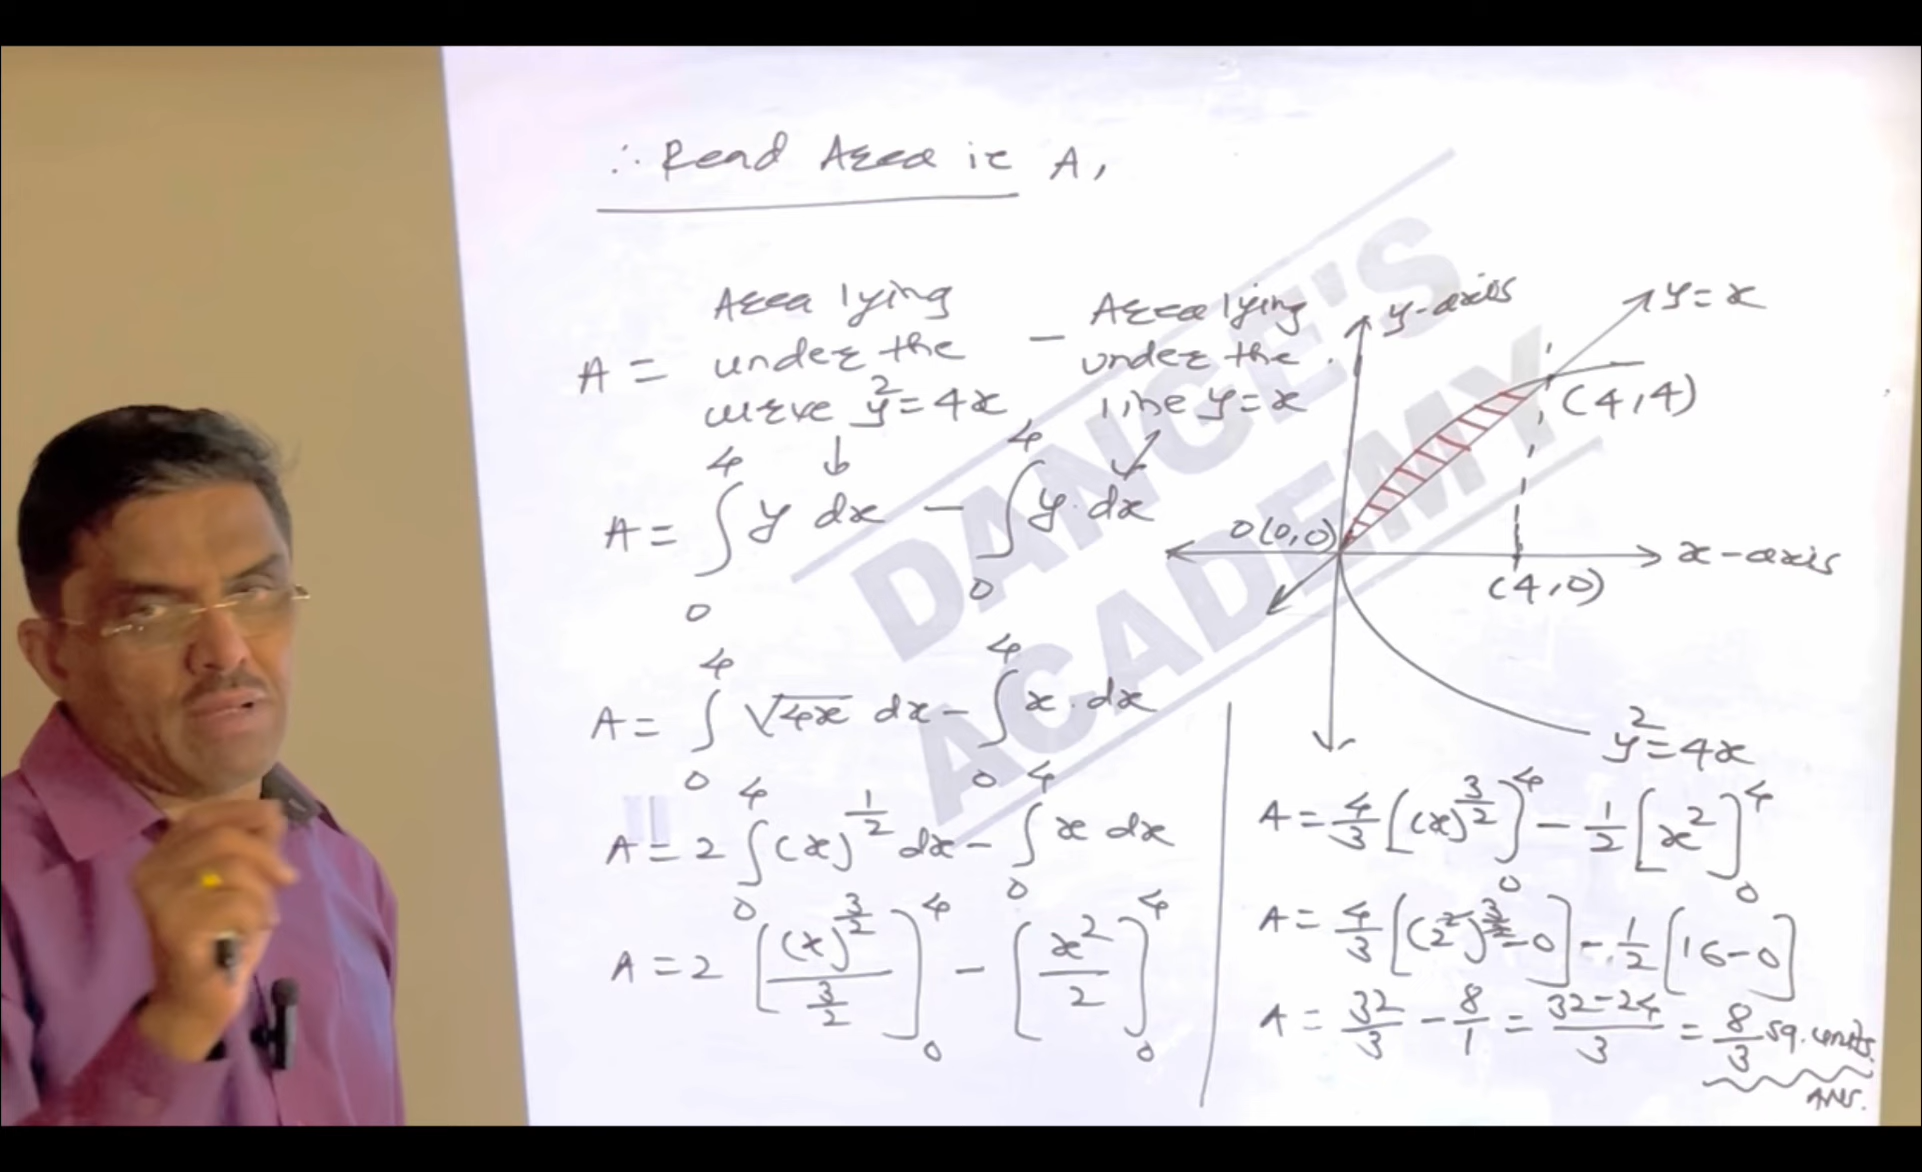 ∴ Reqd Area is A,
A = Area lying under the curve y² = 4x - Area lying under the line y = x
A = ∫₀⁴ y dx - ∫₀⁴ y. dx
A = ∫₀⁴ √4x dx - ∫₀⁴ x. dx
A = 2 ∫₀⁴ (x)^(1/2) dx - ∫₀⁴ x dx
A = 2 [(x)^(3/2) / (3/2)]₀⁴ - [x²/2]₀⁴
y-axis
y = x
(4,4)
O(0,0)
x-axis
(4,0)
y² = 4x
A = 4/3 [(x)^(3/2)]₀⁴ - 1/2 [x²]₀⁴
A = 4/3 [(2²)^(3/2) - 0] - 1/2 [16 - 0]
A = 32/3 - 8/1 = (32 - 24)/3 = 8/3 sq. units.
Ans.
DANGE'S
ACADEMY